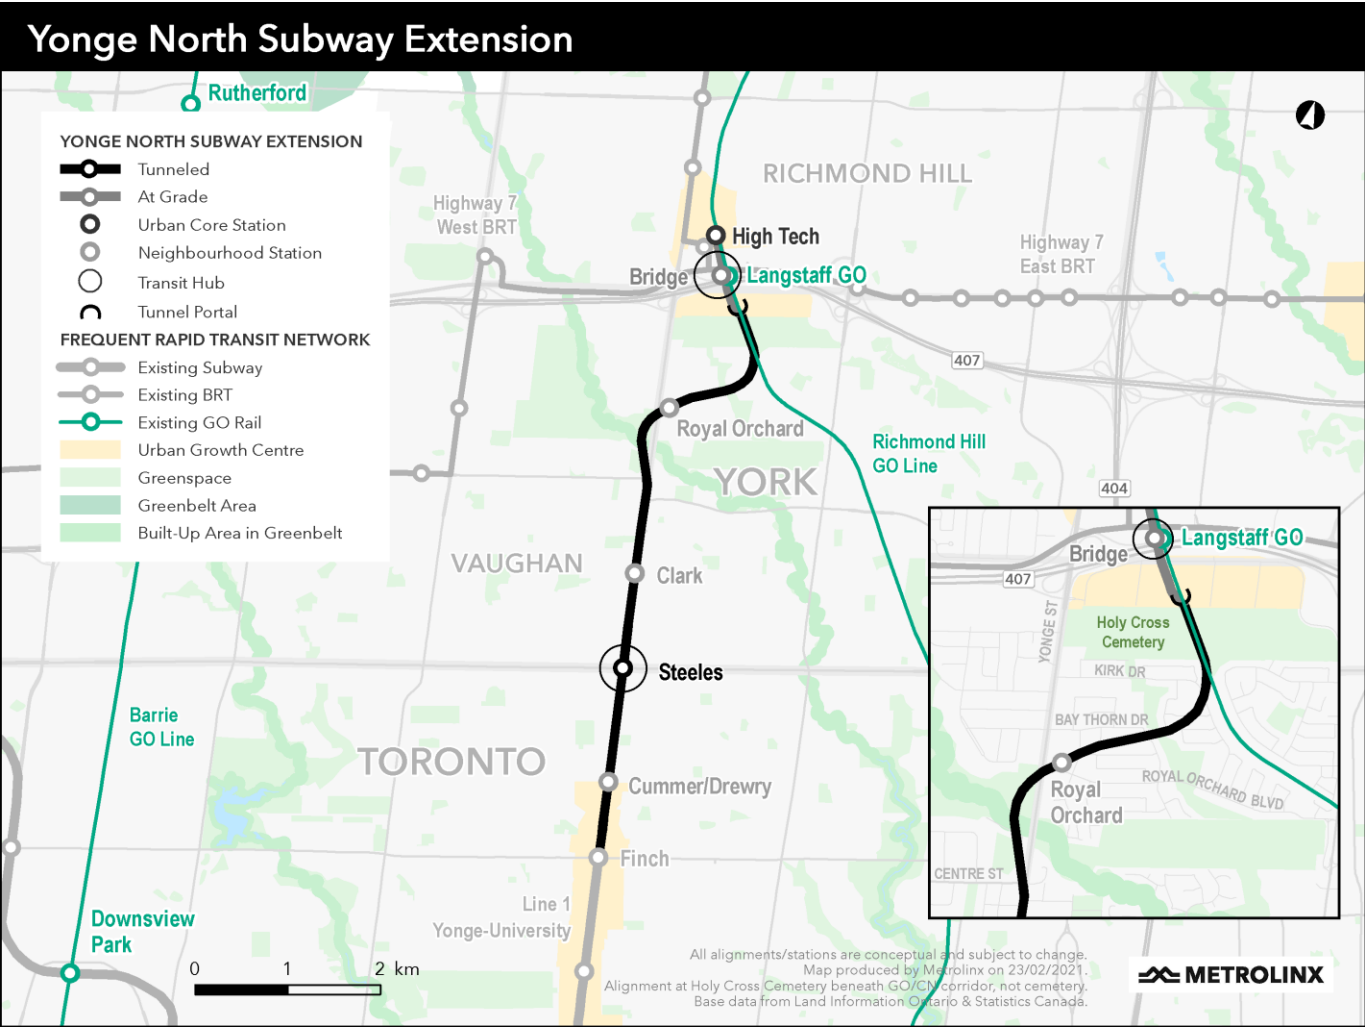 Yonge North Subway Extension
Rutherford
YONGE NORTH SUBWAY EXTENSION
Tunneled
At Grade
Urban Core Station
Neighbourhood Station
Transit Hub
Tunnel Portal
FREQUENT RAPID TRANSIT NETWORK
Existing Subway
Existing BRT
Existing GO Rail
Urban Growth Centre
Greenspace
Greenbelt Area
Built-Up Area in Greenbelt
RICHMOND HILL
Highway 7
West BRT
High Tech
Highway 7
East BRT
Bridge
Langstaff GO
407
Royal Orchard
Richmond Hill
GO Line
YORK
404
VAUGHAN
Clark
Steeles
Barrie
GO Line
TORONTO
Cummer/Drewry
Finch
Line 1
Yonge-University
Downsview
Park
0 1 2 km
Langstaff GO
Bridge
407
YONGE ST
Holy Cross
Cemetery
KIRK DR
BAY THORN DR
ROYAL ORCHARD BLVD
Royal
Orchard
CENTRE ST
All alignments/stations are conceptual and subject to change.
Map produced by Metrolinx on 23/02/2021.
Alignment at Holy Cross Cemetery beneath GO/CN corridor, not cemetery.
Base data from Land Information Ontario & Statistics Canada.
METROLINX